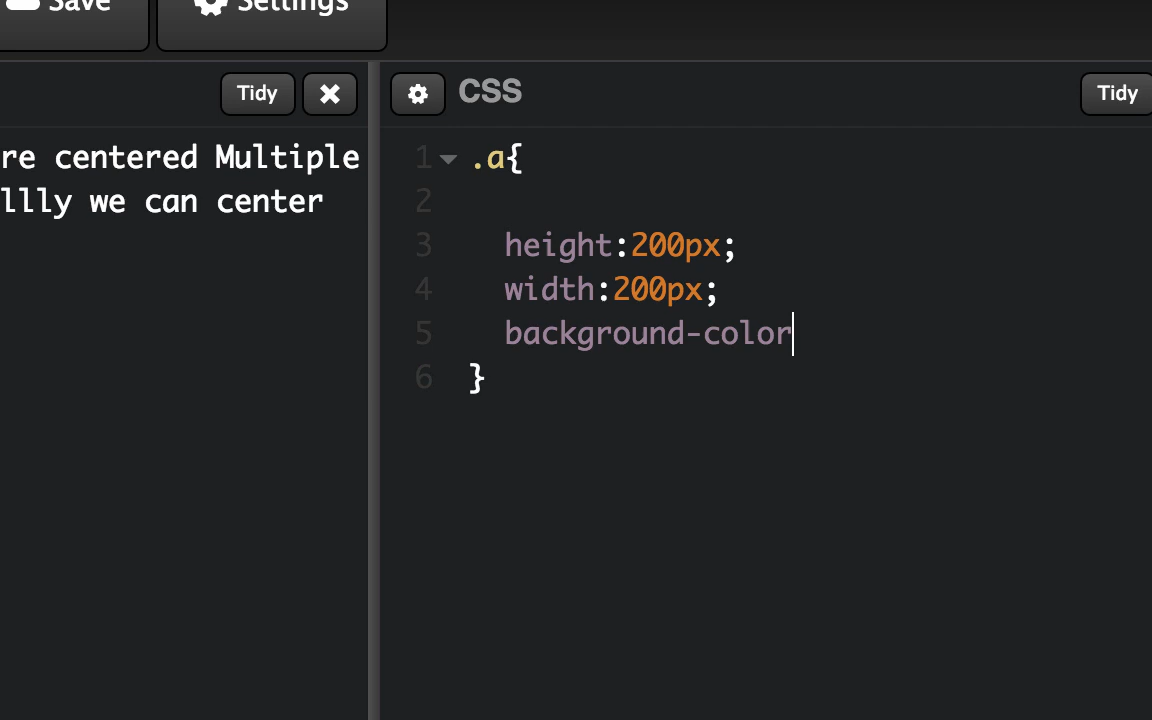 Save Settings
Tidy
CSS
Tidy
re centered Multiple
llly we can center
1 .a{
2
3 height:200px;
4 width:200px;
5 background-color
6 }